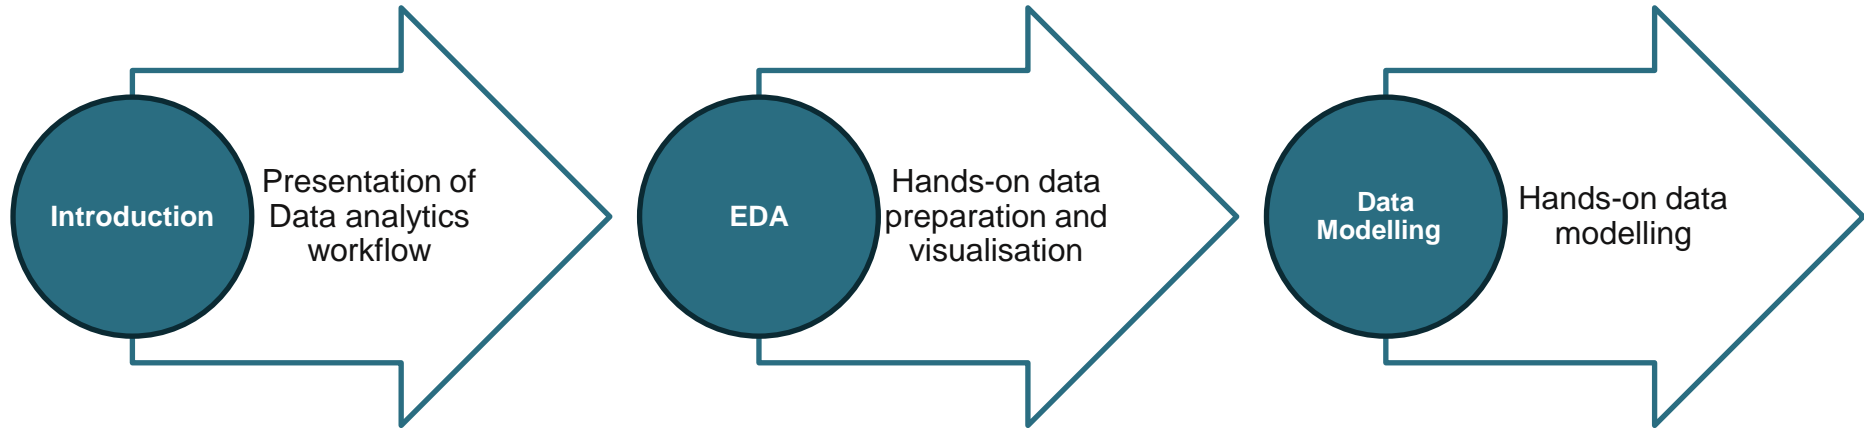 Introduction
Presentation of
Data analytics
workflow
EDA
Hands-on data
preparation and
visualisation
Data
Modelling
Hands-on data
modelling